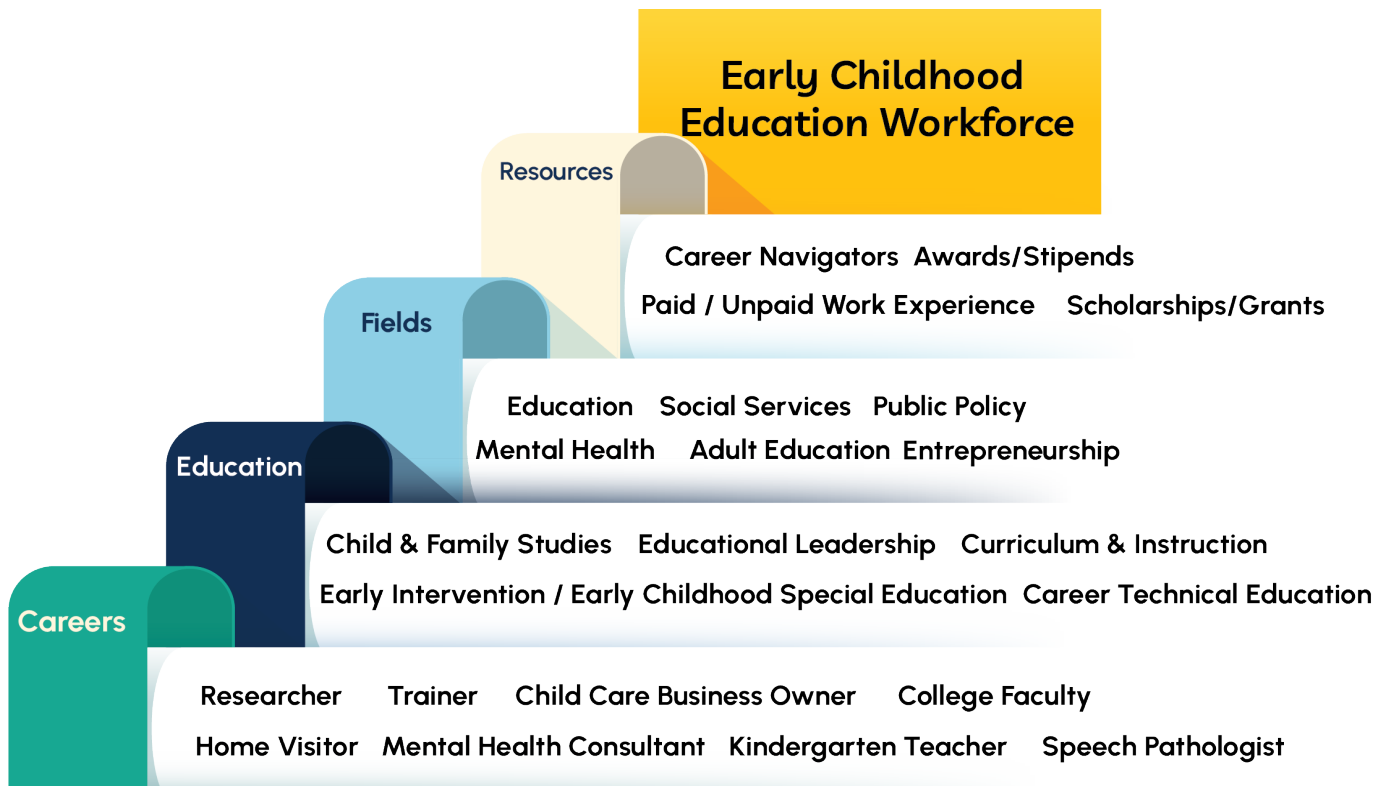 Early Childhood
Education Workforce
Resources
Career Navigators Awards/Stipends
Paid / Unpaid Work Experience Scholarships/Grants
Fields
Education Social Services Public Policy
Mental Health Adult Education Entrepreneurship
Education
Child & Family Studies Educational Leadership Curriculum & Instruction
Early Intervention / Early Childhood Special Education Career Technical Education
Careers
Researcher Trainer Child Care Business Owner College Faculty
Home Visitor Mental Health Consultant Kindergarten Teacher Speech Pathologist